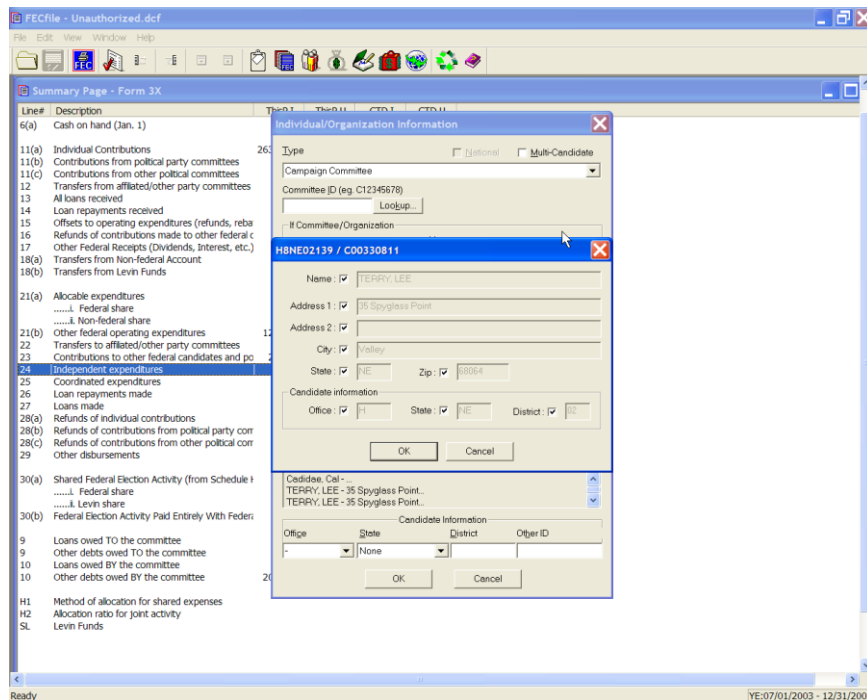 FECfile - Unauthorized.dcf
File Edit View Window Help
FEC
Summary Page - Form 3X
Line# Description ThisP I ThisP II CTD I CTD II
6(a) Cash on hand (Jan. 1)
11(a) Individual Contributions 263
11(b) Contributions from political party committees
11(c) Contributions from other political committees
12 Transfers from affiliated/other party committees
13 All loans received
14 Loan repayments received
15 Offsets to operating expenditures (refunds, reba
16 Refunds of contributions made to other federal c
17 Other Federal Receipts (Dividends, Interest, etc.)
18(a) Transfers from Non-federal Account
18(b) Transfers from Levin Funds
21(a) Allocable expenditures
......i. Federal share
......ii. Non-federal share
21(b) Other federal operating expenditures 12
22 Transfers to affiliated/other party committees
23 Contributions to other federal candidates and po 2
24 Independent expenditures
25 Coordinated expenditures
26 Loan repayments made
27 Loans made
28(a) Refunds of individual contributions
28(b) Refunds of contributions from political party com
28(c) Refunds of contributions from other political com
29 Other disbursements
30(a) Shared Federal Election Activity (from Schedule H
......i. Federal share
......ii. Levin share
30(b) Federal Election Activity Paid Entirely With Federa
9 Loans owed TO the committee
9 Other debts owed TO the committee
10 Loans owed BY the committee
10 Other debts owed BY the committee 20
H1 Method of allocation for shared expenses
H2 Allocation ratio for joint activity
SL Levin Funds
Individual/Organization Information
Type National Multi-Candidate
Campaign Committee
Committee ID (eg. C12345678)
Lookup...
If Committee/Organization
H8NE02139 / C00330811
Name: TERRY, LEE
Address 1: 35 Spyglass Point
Address 2:
City: Valley
State: NE Zip: 68064
Candidate information
Office: H State: NE District: 02
OK Cancel
Cadidae, Cal - ...
TERRY, LEE - 35 Spyglass Point...
TERRY, LEE - 35 Spyglass Point...
Candidate Information
Office State District Other ID
- None
OK Cancel
Ready YE:07/01/2003 - 12/31/200